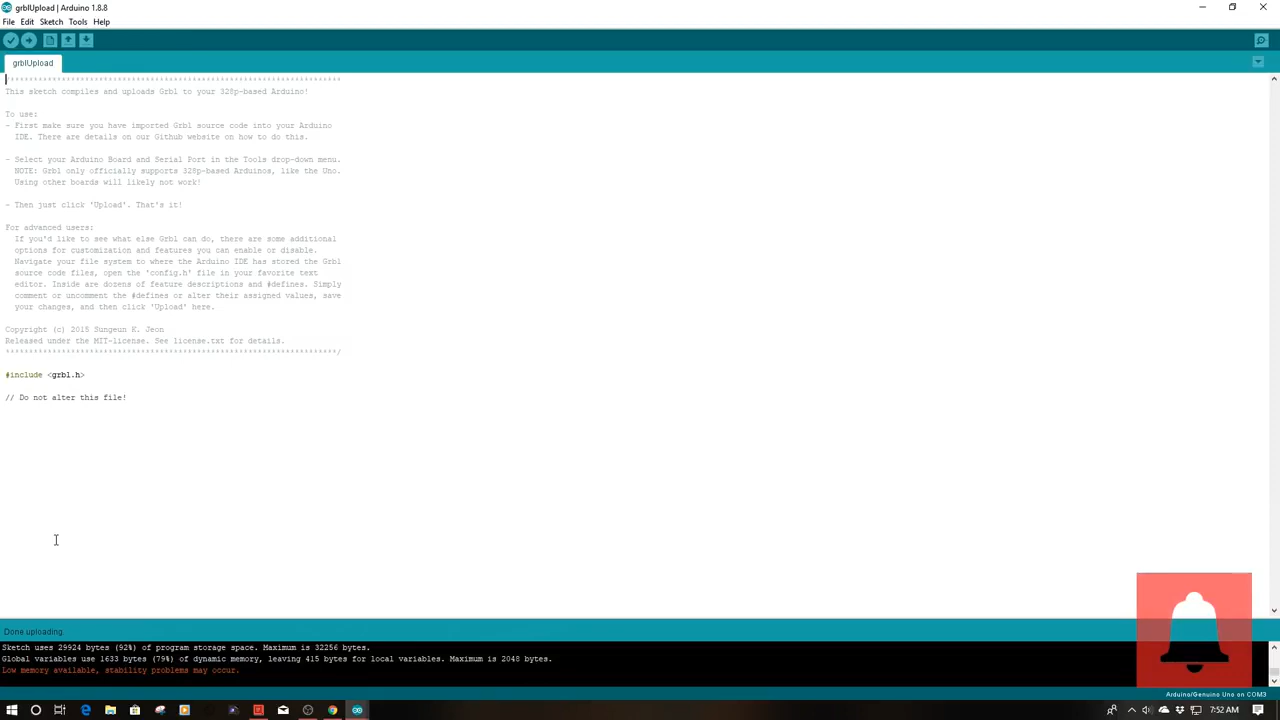 grblUpload | Arduino 1.8.8
File Edit Sketch Tools Help
grblUpload
/*************************************************************************
This sketch compiles and uploads Grbl to your 328p-based Arduino!
To use:
- First make sure you have imported Grbl source code into your Arduino
IDE. There are details on our Github website on how to do this.
- Select your Arduino Board and Serial Port in the Tools drop-down menu.
NOTE: Grbl only officially supports 328p-based Arduinos, like the Uno.
Using other boards will likely not work!
- Then just click 'Upload'. That's it!
For advanced users:
If you'd like to see what else Grbl can do, there are some additional
options for customization and features you can enable or disable.
Navigate your file system to where the Arduino IDE has stored the Grbl
source code files, open the 'config.h' file in your favorite text
editor. Inside are dozens of feature descriptions and #defines. Simply
comment or uncomment the #defines or alter their assigned values, save
your changes, and then click 'Upload' here.
Copyright (c) 2015 Sungeun K. Jeon
Released under the MIT-license. See license.txt for details.
*************************************************************************/
#include <grbl.h>
// Do not alter this file!
Done uploading.
Sketch uses 29924 bytes (92%) of program storage space. Maximum is 32256 bytes.
Global variables use 1633 bytes (79%) of dynamic memory, leaving 415 bytes for local variables. Maximum is 2048 bytes.
Low memory available, stability problems may occur.
Arduino/Genuino Uno on COM3
7:52 AM